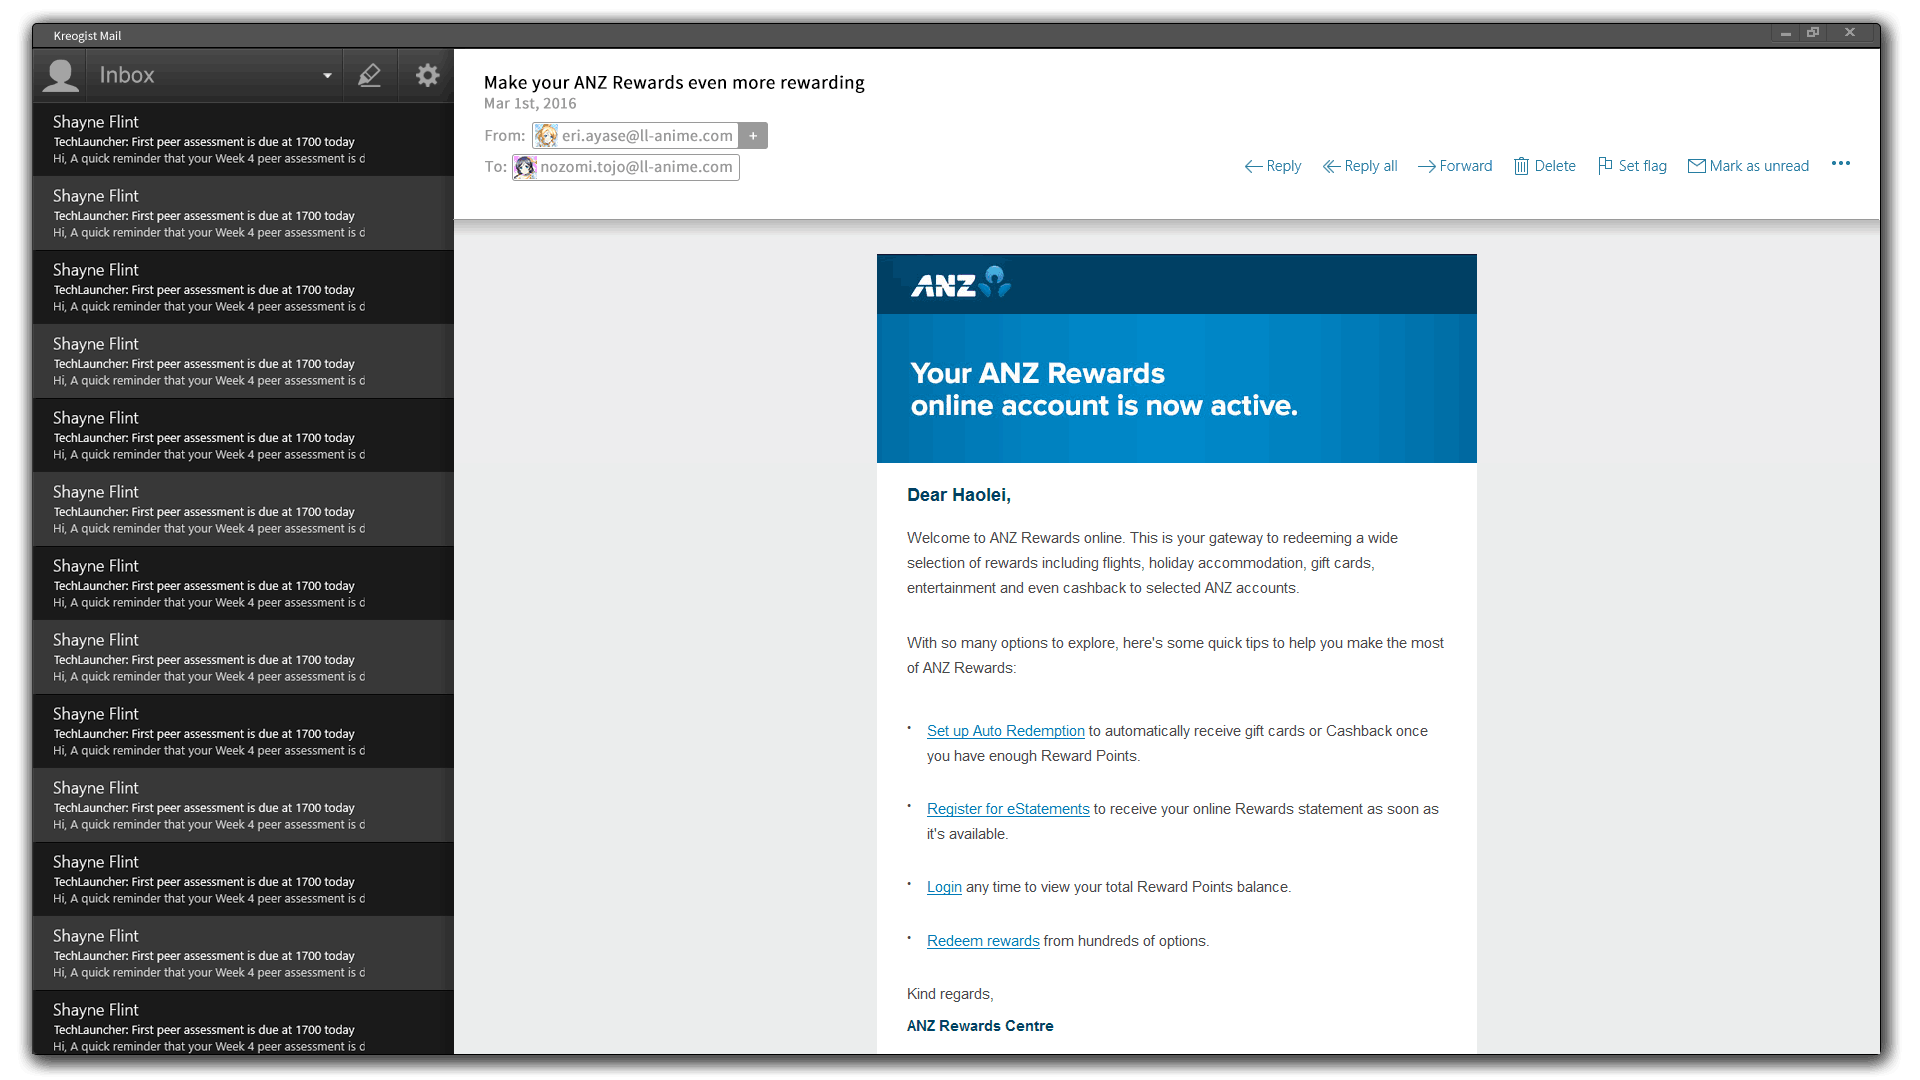 Kreogist Mail
Inbox
Shayne Flint
TechLauncher: First peer assessment is due at 1700 today
Hi, A quick reminder that your Week 4 peer assessment is d
Shayne Flint
TechLauncher: First peer assessment is due at 1700 today
Hi, A quick reminder that your Week 4 peer assessment is d
Shayne Flint
TechLauncher: First peer assessment is due at 1700 today
Hi, A quick reminder that your Week 4 peer assessment is d
Shayne Flint
TechLauncher: First peer assessment is due at 1700 today
Hi, A quick reminder that your Week 4 peer assessment is d
Shayne Flint
TechLauncher: First peer assessment is due at 1700 today
Hi, A quick reminder that your Week 4 peer assessment is d
Shayne Flint
TechLauncher: First peer assessment is due at 1700 today
Hi, A quick reminder that your Week 4 peer assessment is d
Shayne Flint
TechLauncher: First peer assessment is due at 1700 today
Hi, A quick reminder that your Week 4 peer assessment is d
Shayne Flint
TechLauncher: First peer assessment is due at 1700 today
Hi, A quick reminder that your Week 4 peer assessment is d
Shayne Flint
TechLauncher: First peer assessment is due at 1700 today
Hi, A quick reminder that your Week 4 peer assessment is d
Shayne Flint
TechLauncher: First peer assessment is due at 1700 today
Hi, A quick reminder that your Week 4 peer assessment is d
Shayne Flint
TechLauncher: First peer assessment is due at 1700 today
Hi, A quick reminder that your Week 4 peer assessment is d
Shayne Flint
TechLauncher: First peer assessment is due at 1700 today
Hi, A quick reminder that your Week 4 peer assessment is d
Shayne Flint
TechLauncher: First peer assessment is due at 1700 today
Hi, A quick reminder that your Week 4 peer assessment is d
Make your ANZ Rewards even more rewarding
Mar 1st, 2016
From: eri.ayase@ll-anime.com +
To: nozomi.tojo@ll-anime.com
Reply Reply all Forward Delete Set flag Mark as unread
ANZ
Your ANZ Rewards
online account is now active.
Dear Haolei,
Welcome to ANZ Rewards online. This is your gateway to redeeming a wide
selection of rewards including flights, holiday accommodation, gift cards,
entertainment and even cashback to selected ANZ accounts.
With so many options to explore, here's some quick tips to help you make the most
of ANZ Rewards:
• Set up Auto Redemption to automatically receive gift cards or Cashback once
you have enough Reward Points.
• Register for eStatements to receive your online Rewards statement as soon as
it's available.
• Login any time to view your total Reward Points balance.
• Redeem rewards from hundreds of options.
Kind regards,
ANZ Rewards Centre